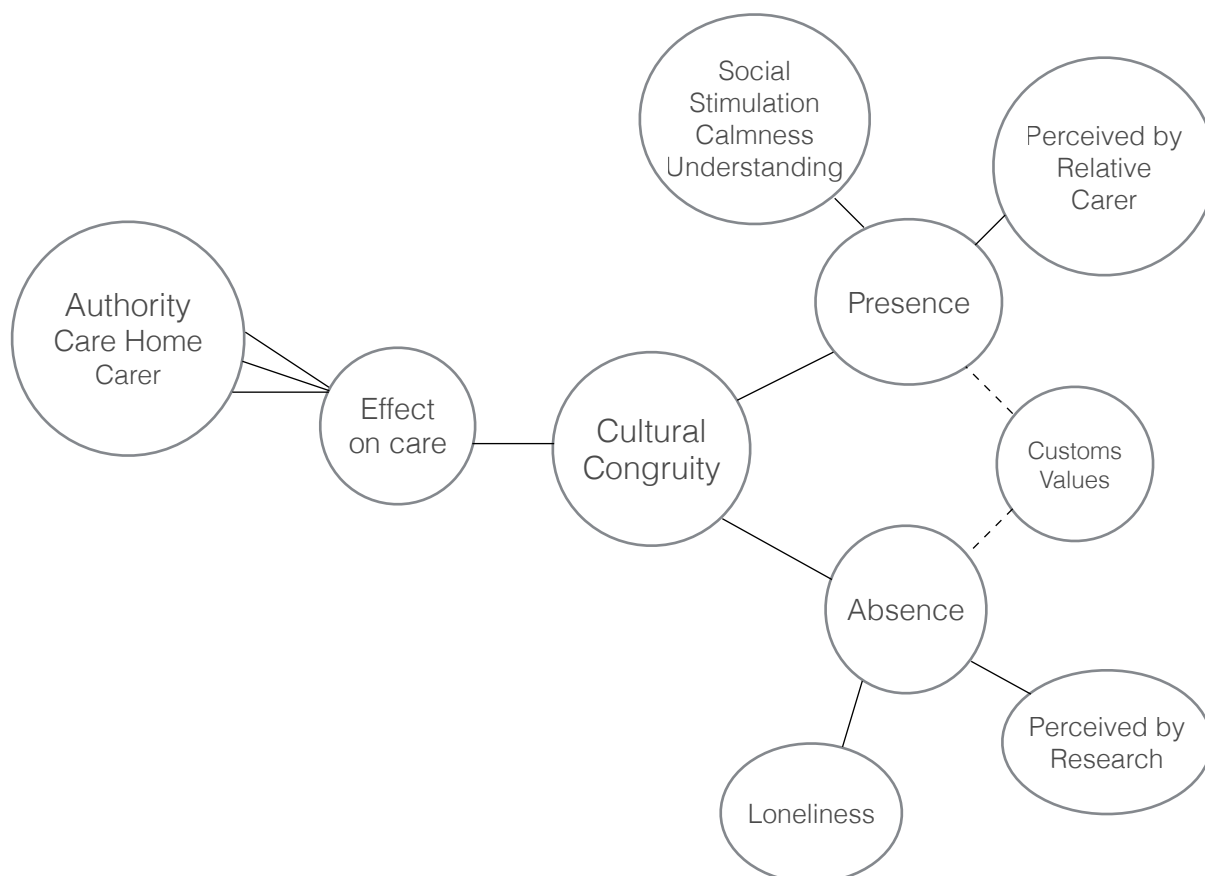 Social
Stimulation
Calmness
Understanding
Perceived by
Relative
Carer
Authority
Care Home
Carer
Presence
Effect
on care
Cultural
Congruity
Customs
Values
Absence
Perceived by
Research
Loneliness